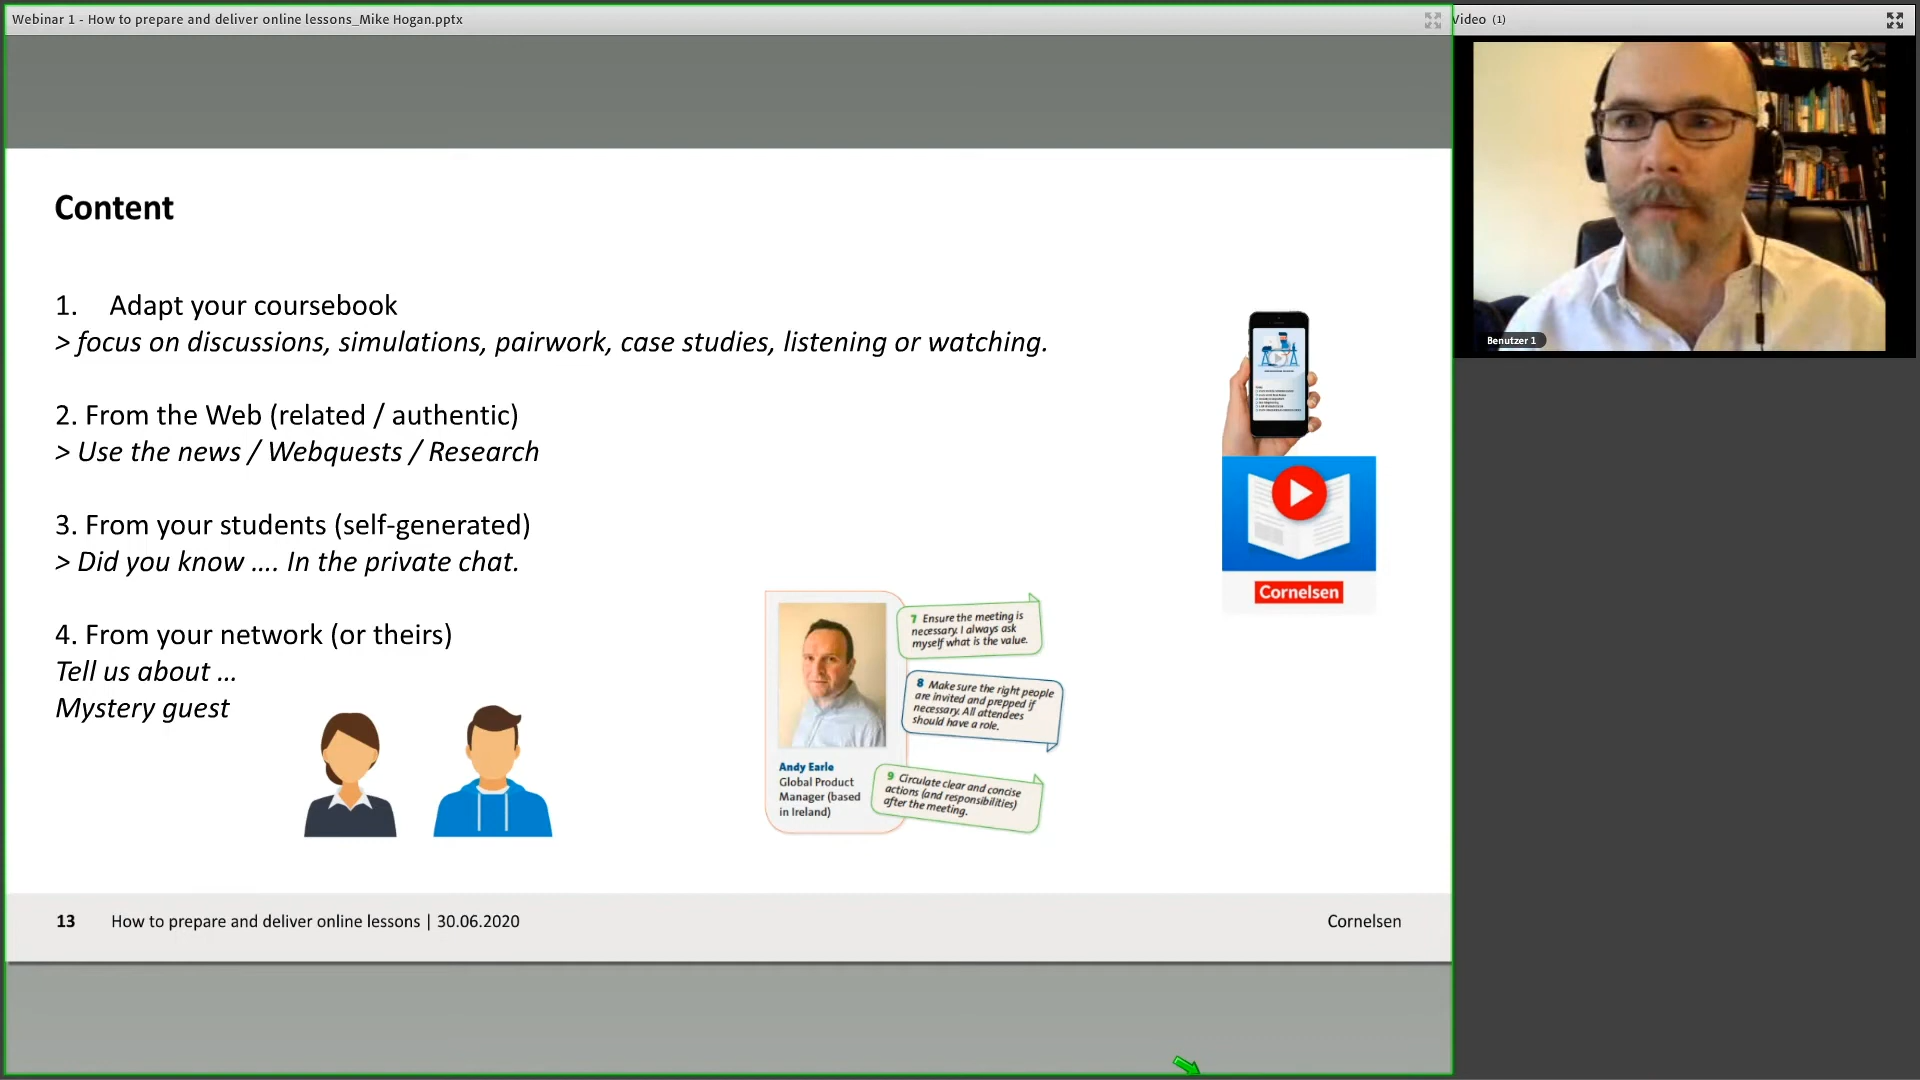 Webinar 1 - How to prepare and deliver online lessons_Mike Hogan.pptx
Video (1)
Benutzer 1
Content
1. Adapt your coursebook
> focus on discussions, simulations, pairwork, case studies, listening or watching.
2. From the Web (related / authentic)
> Use the news / Webquests / Research
3. From your students (self-generated)
> Did you know .... In the private chat.
4. From your network (or theirs)
Tell us about ...
Mystery guest
Cornelsen
7 Ensure the meeting is
necessary. I always ask
myself what is the value.
8 Make sure the right people
are invited and prepped if
necessary. All attendees
should have a role.
9 Circulate clear and concise
actions (and responsibilities)
after the meeting.
Andy Earle
Global Product
Manager (based
in Ireland)
13 How to prepare and deliver online lessons | 30.06.2020
Cornelsen